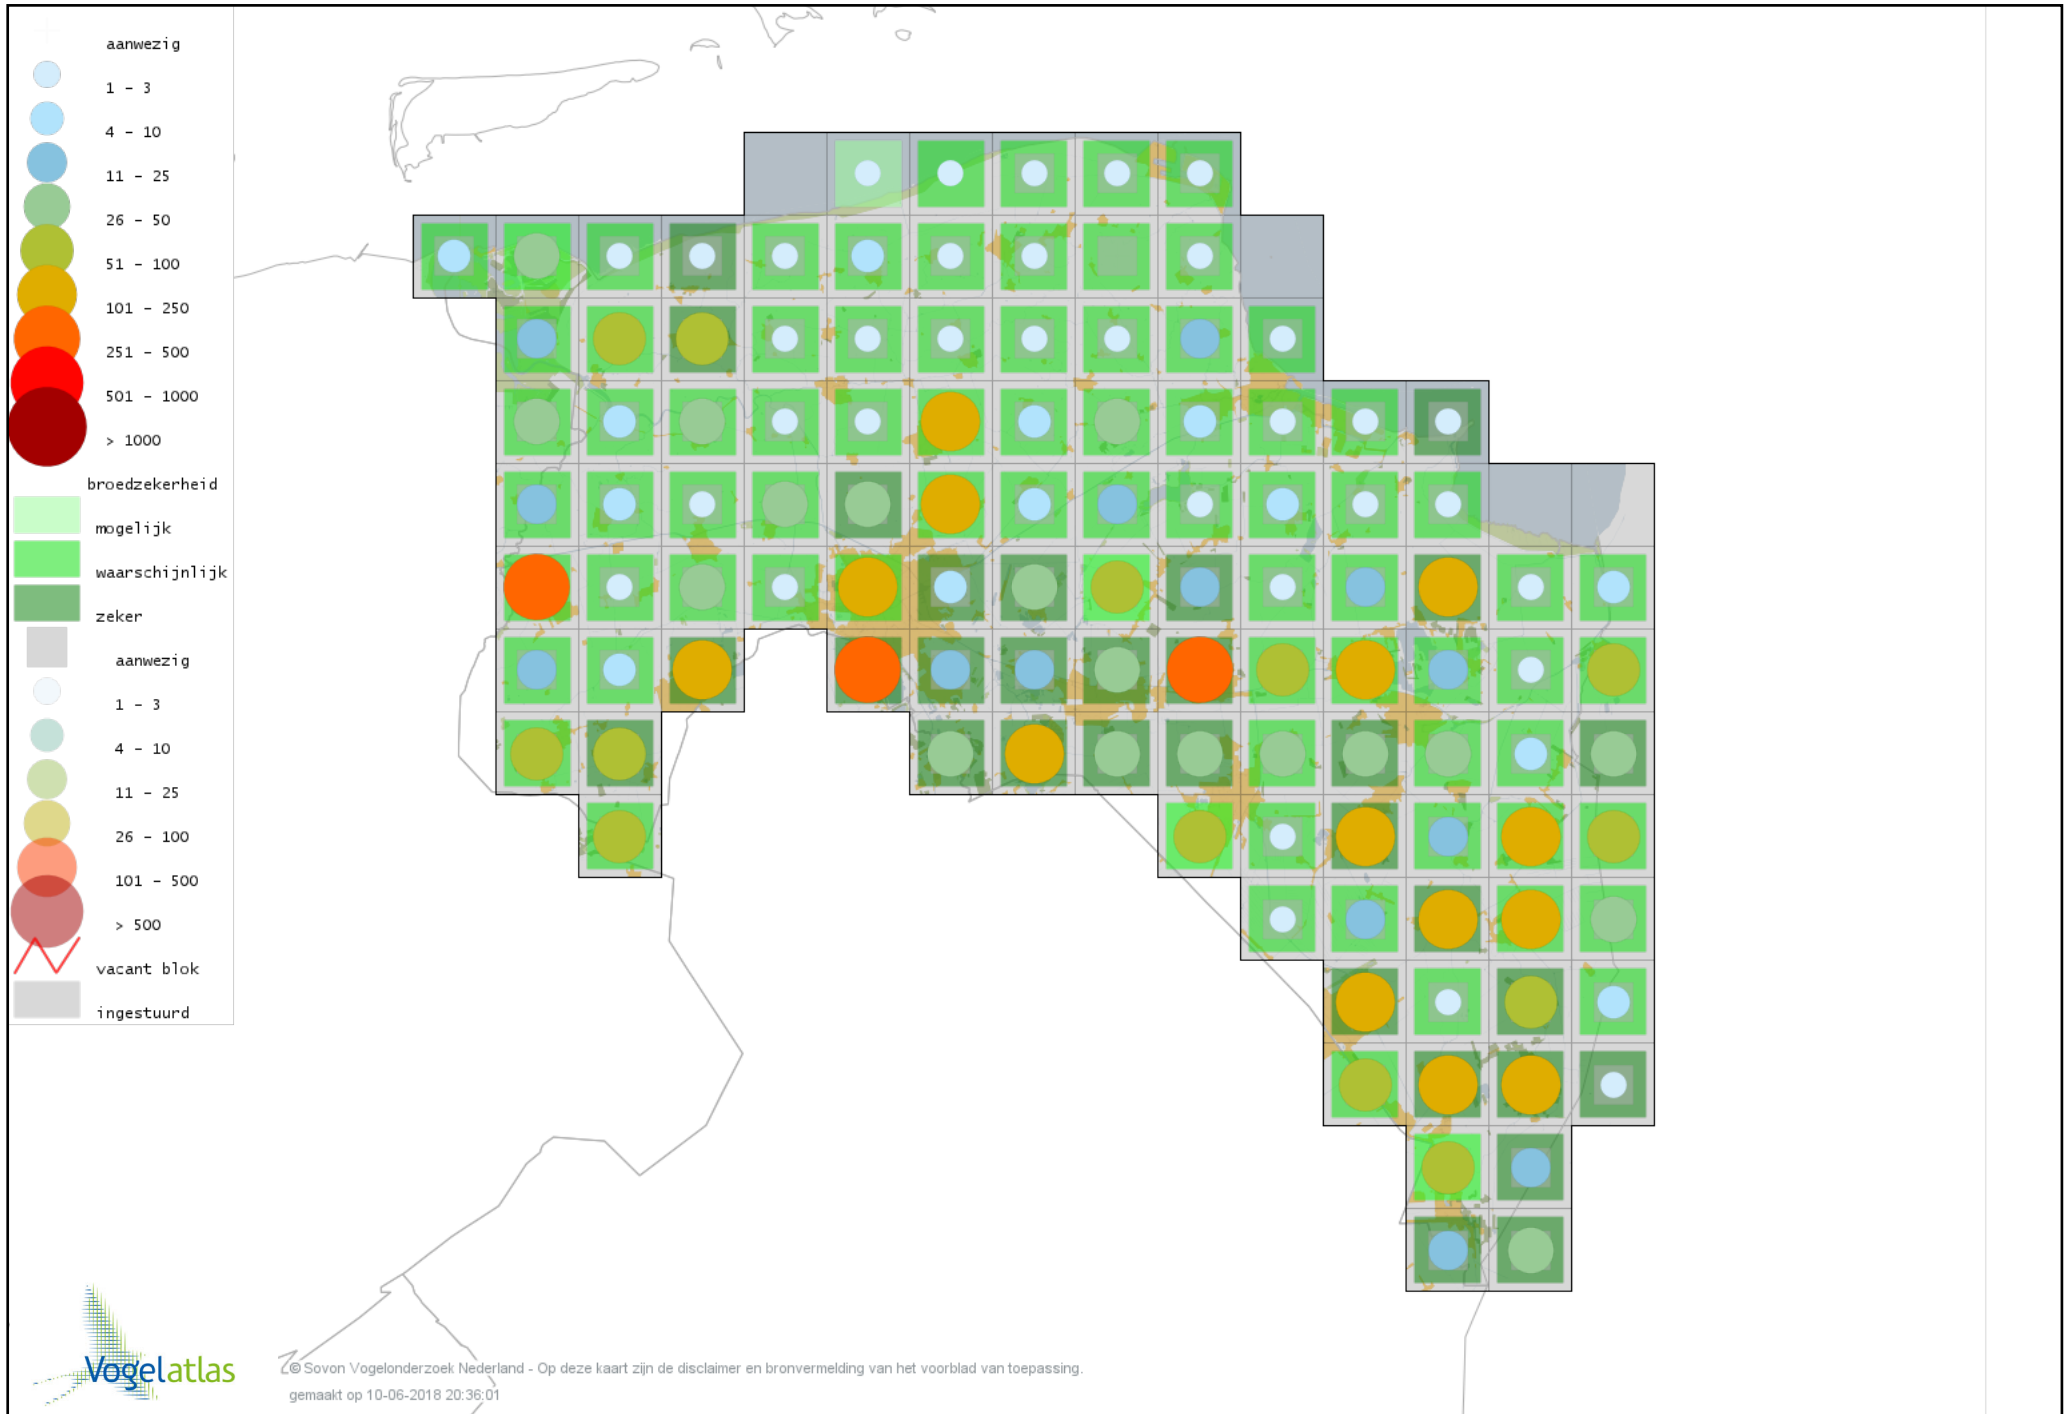 aanwezig
1 - 3
4 - 10
11 - 25
26 - 50
51 - 100
101 - 250
251 - 500
501 - 1000
> 1000
broedzekerheid
mogelijk
waarschijnlijk
zeker
aanwezig
1 - 3
4 - 10
11 - 25
26 - 100
101 - 500
> 500
vacant blok
ingestuurd
Vogelatlas
© Sovon Vogelonderzoek Nederland - Op deze kaart zijn de disclaimer en bronvermelding van het voorblad van toepassing.
gemaakt op 10-06-2018 20:36:01